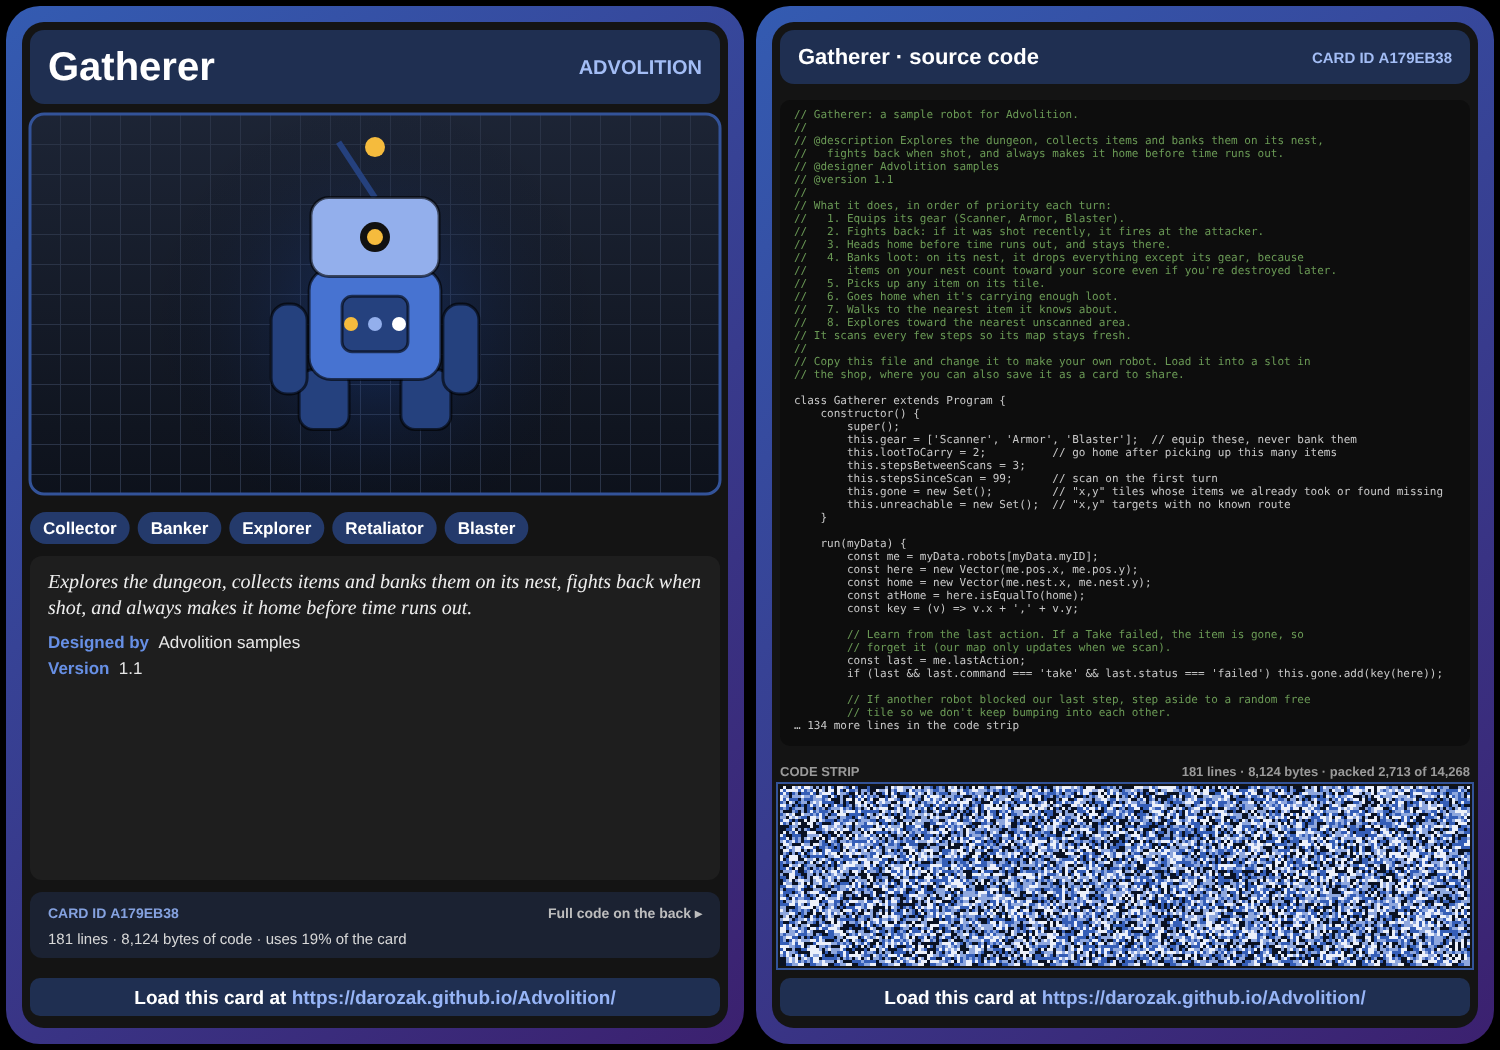 Gatherer
ADVOLITION
Collector
Banker
Explorer
Retaliator
Blaster
Explores the dungeon, collects items and banks them on its nest, fights back when
shot, and always makes it home before time runs out.
Designed by Advolition samples
Version 1.1
CARD ID A179EB38
Full code on the back ▸
181 lines · 8,124 bytes of code · uses 19% of the card
Load this card at https://darozak.github.io/Advolition/
Gatherer · source code
CARD ID A179EB38
// Gatherer: a sample robot for Advolition.
//
// @description Explores the dungeon, collects items and banks them on its nest,
//   fights back when shot, and always makes it home before time runs out.
// @designer Advolition samples
// @version 1.1
//
// What it does, in order of priority each turn:
//   1. Equips its gear (Scanner, Armor, Blaster).
//   2. Fights back: if it was shot recently, it fires at the attacker.
//   3. Heads home before time runs out, and stays there.
//   4. Banks loot: on its nest, it drops everything except its gear, because
//      items on your nest count toward your score even if you're destroyed later.
//   5. Picks up any item on its tile.
//   6. Goes home when it's carrying enough loot.
//   7. Walks to the nearest item it knows about.
//   8. Explores toward the nearest unscanned area.
// It scans every few steps so its map stays fresh.
//
// Copy this file and change it to make your own robot. Load it into a slot in
// the shop, where you can also save it as a card to share.
class Gatherer extends Program {
    constructor() {
        super();
        this.gear = ['Scanner', 'Armor', 'Blaster'];  // equip these, never bank them
        this.lootToCarry = 2;          // go home after picking up this many items
        this.stepsBetweenScans = 3;
        this.stepsSinceScan = 99;      // scan on the first turn
        this.gone = new Set();         // "x,y" tiles whose items we already took or found missing
        this.unreachable = new Set();  // "x,y" targets with no known route
    }
    run(myData) {
        const me = myData.robots[myData.myID];
        const here = new Vector(me.pos.x, me.pos.y);
        const home = new Vector(me.nest.x, me.nest.y);
        const atHome = here.isEqualTo(home);
        const key = (v) => v.x + ',' + v.y;
        // Learn from the last action. If a Take failed, the item is gone, so
        // forget it (our map only updates when we scan).
        const last = me.lastAction;
        if (last && last.command === 'take' && last.status === 'failed') this.gone.add(key(here));
        // If another robot blocked our last step, step aside to a random free
        // tile so we don't keep bumping into each other.
… 134 more lines in the code strip
CODE STRIP
181 lines · 8,124 bytes · packed 2,713 of 14,268
Load this card at https://darozak.github.io/Advolition/